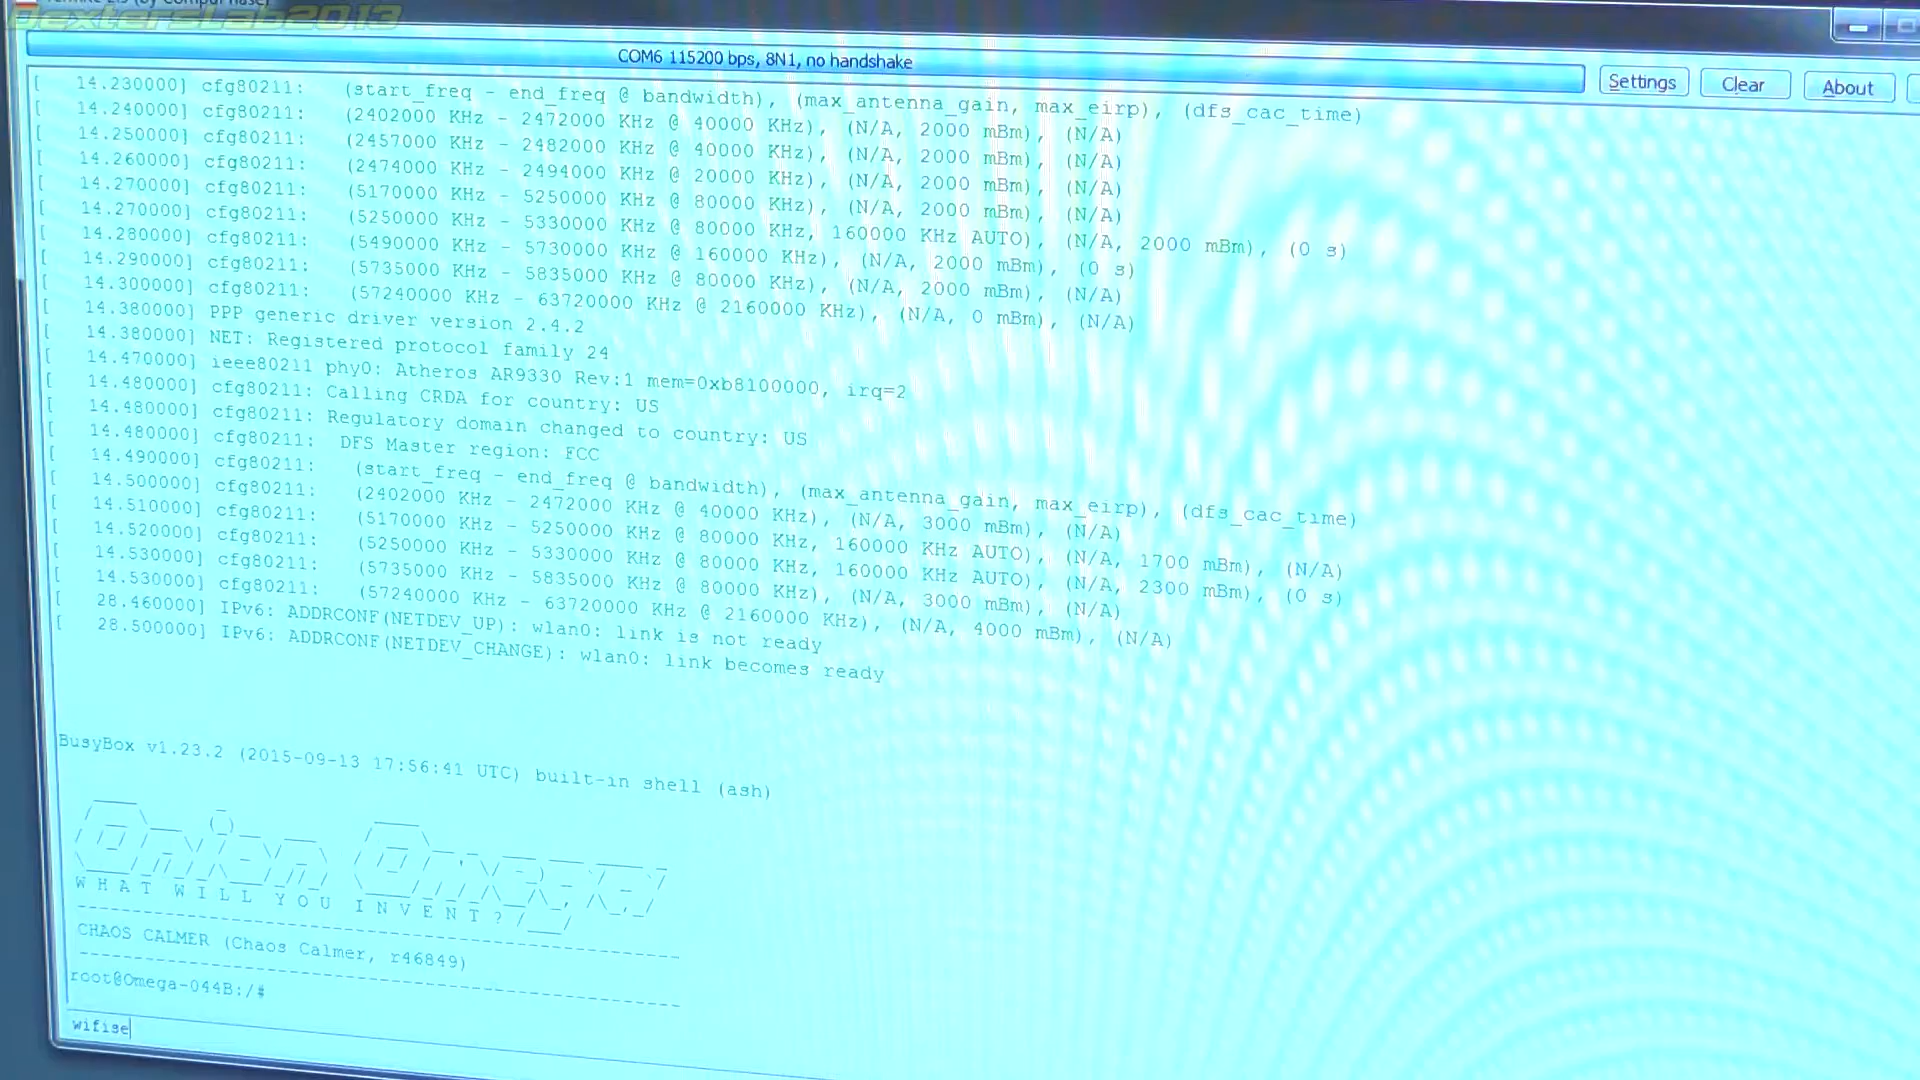 DextersLab2013
COM6 115200 bps, 8N1, no handshake
Settings
Clear
About
[ 14.230000] cfg80211: (start_freq - end_freq @ bandwidth), (max_antenna_gain, max_eirp), (dfs_cac_time)
[ 14.240000] cfg80211: (2402000 KHz - 2472000 KHz @ 40000 KHz), (N/A, 2000 mBm), (N/A)
[ 14.250000] cfg80211: (2457000 KHz - 2482000 KHz @ 40000 KHz), (N/A, 2000 mBm), (N/A)
[ 14.260000] cfg80211: (2474000 KHz - 2494000 KHz @ 20000 KHz), (N/A, 2000 mBm), (N/A)
[ 14.270000] cfg80211: (5170000 KHz - 5250000 KHz @ 80000 KHz), (N/A, 2000 mBm), (N/A)
[ 14.270000] cfg80211: (5250000 KHz - 5330000 KHz @ 80000 KHz, 160000 KHz AUTO), (N/A, 2000 mBm), (0 s)
[ 14.280000] cfg80211: (5490000 KHz - 5730000 KHz @ 160000 KHz), (N/A, 2000 mBm), (0 s)
[ 14.290000] cfg80211: (5735000 KHz - 5835000 KHz @ 80000 KHz), (N/A, 2000 mBm), (N/A)
[ 14.300000] cfg80211: (57240000 KHz - 63720000 KHz @ 2160000 KHz), (N/A, 0 mBm), (N/A)
[ 14.380000] PPP generic driver version 2.4.2
[ 14.380000] NET: Registered protocol family 24
[ 14.470000] ieee80211 phy0: Atheros AR9330 Rev:1 mem=0xb8100000, irq=2
[ 14.480000] cfg80211: Calling CRDA for country: US
[ 14.480000] cfg80211: Regulatory domain changed to country: US
[ 14.480000] cfg80211: DFS Master region: FCC
[ 14.490000] cfg80211: (start_freq - end_freq @ bandwidth), (max_antenna_gain, max_eirp), (dfs_cac_time)
[ 14.500000] cfg80211: (2402000 KHz - 2472000 KHz @ 40000 KHz), (N/A, 3000 mBm), (N/A)
[ 14.510000] cfg80211: (5170000 KHz - 5250000 KHz @ 80000 KHz, 160000 KHz AUTO), (N/A, 1700 mBm), (N/A)
[ 14.520000] cfg80211: (5250000 KHz - 5330000 KHz @ 80000 KHz, 160000 KHz AUTO), (N/A, 2300 mBm), (0 s)
[ 14.530000] cfg80211: (5735000 KHz - 5835000 KHz @ 80000 KHz), (N/A, 3000 mBm), (N/A)
[ 14.530000] cfg80211: (57240000 KHz - 63720000 KHz @ 2160000 KHz), (N/A, 4000 mBm), (N/A)
[ 28.460000] IPv6: ADDRCONF(NETDEV_UP): wlan0: link is not ready
[ 28.500000] IPv6: ADDRCONF(NETDEV_CHANGE): wlan0: link becomes ready
BusyBox v1.23.2 (2015-09-13 17:56:41 UTC) built-in shell (ash)
Onion Omega
W H A T W I L L Y O U I N V E N T ?
CHAOS CALMER (Chaos Calmer, r46849)
root@Omega-044B:/#
wifise